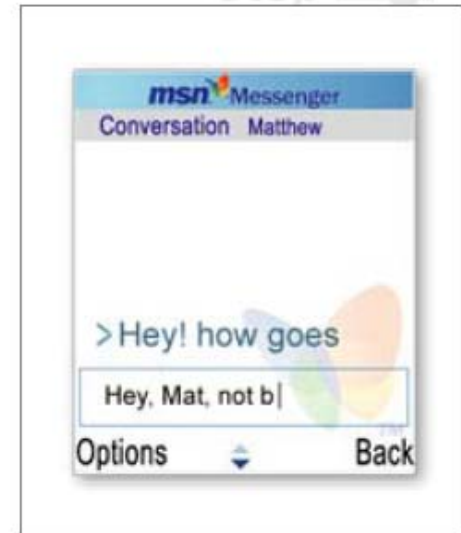 msn Messenger
Conversation Matthew
>Hey! how goes
Hey, Mat, not b
Options Back